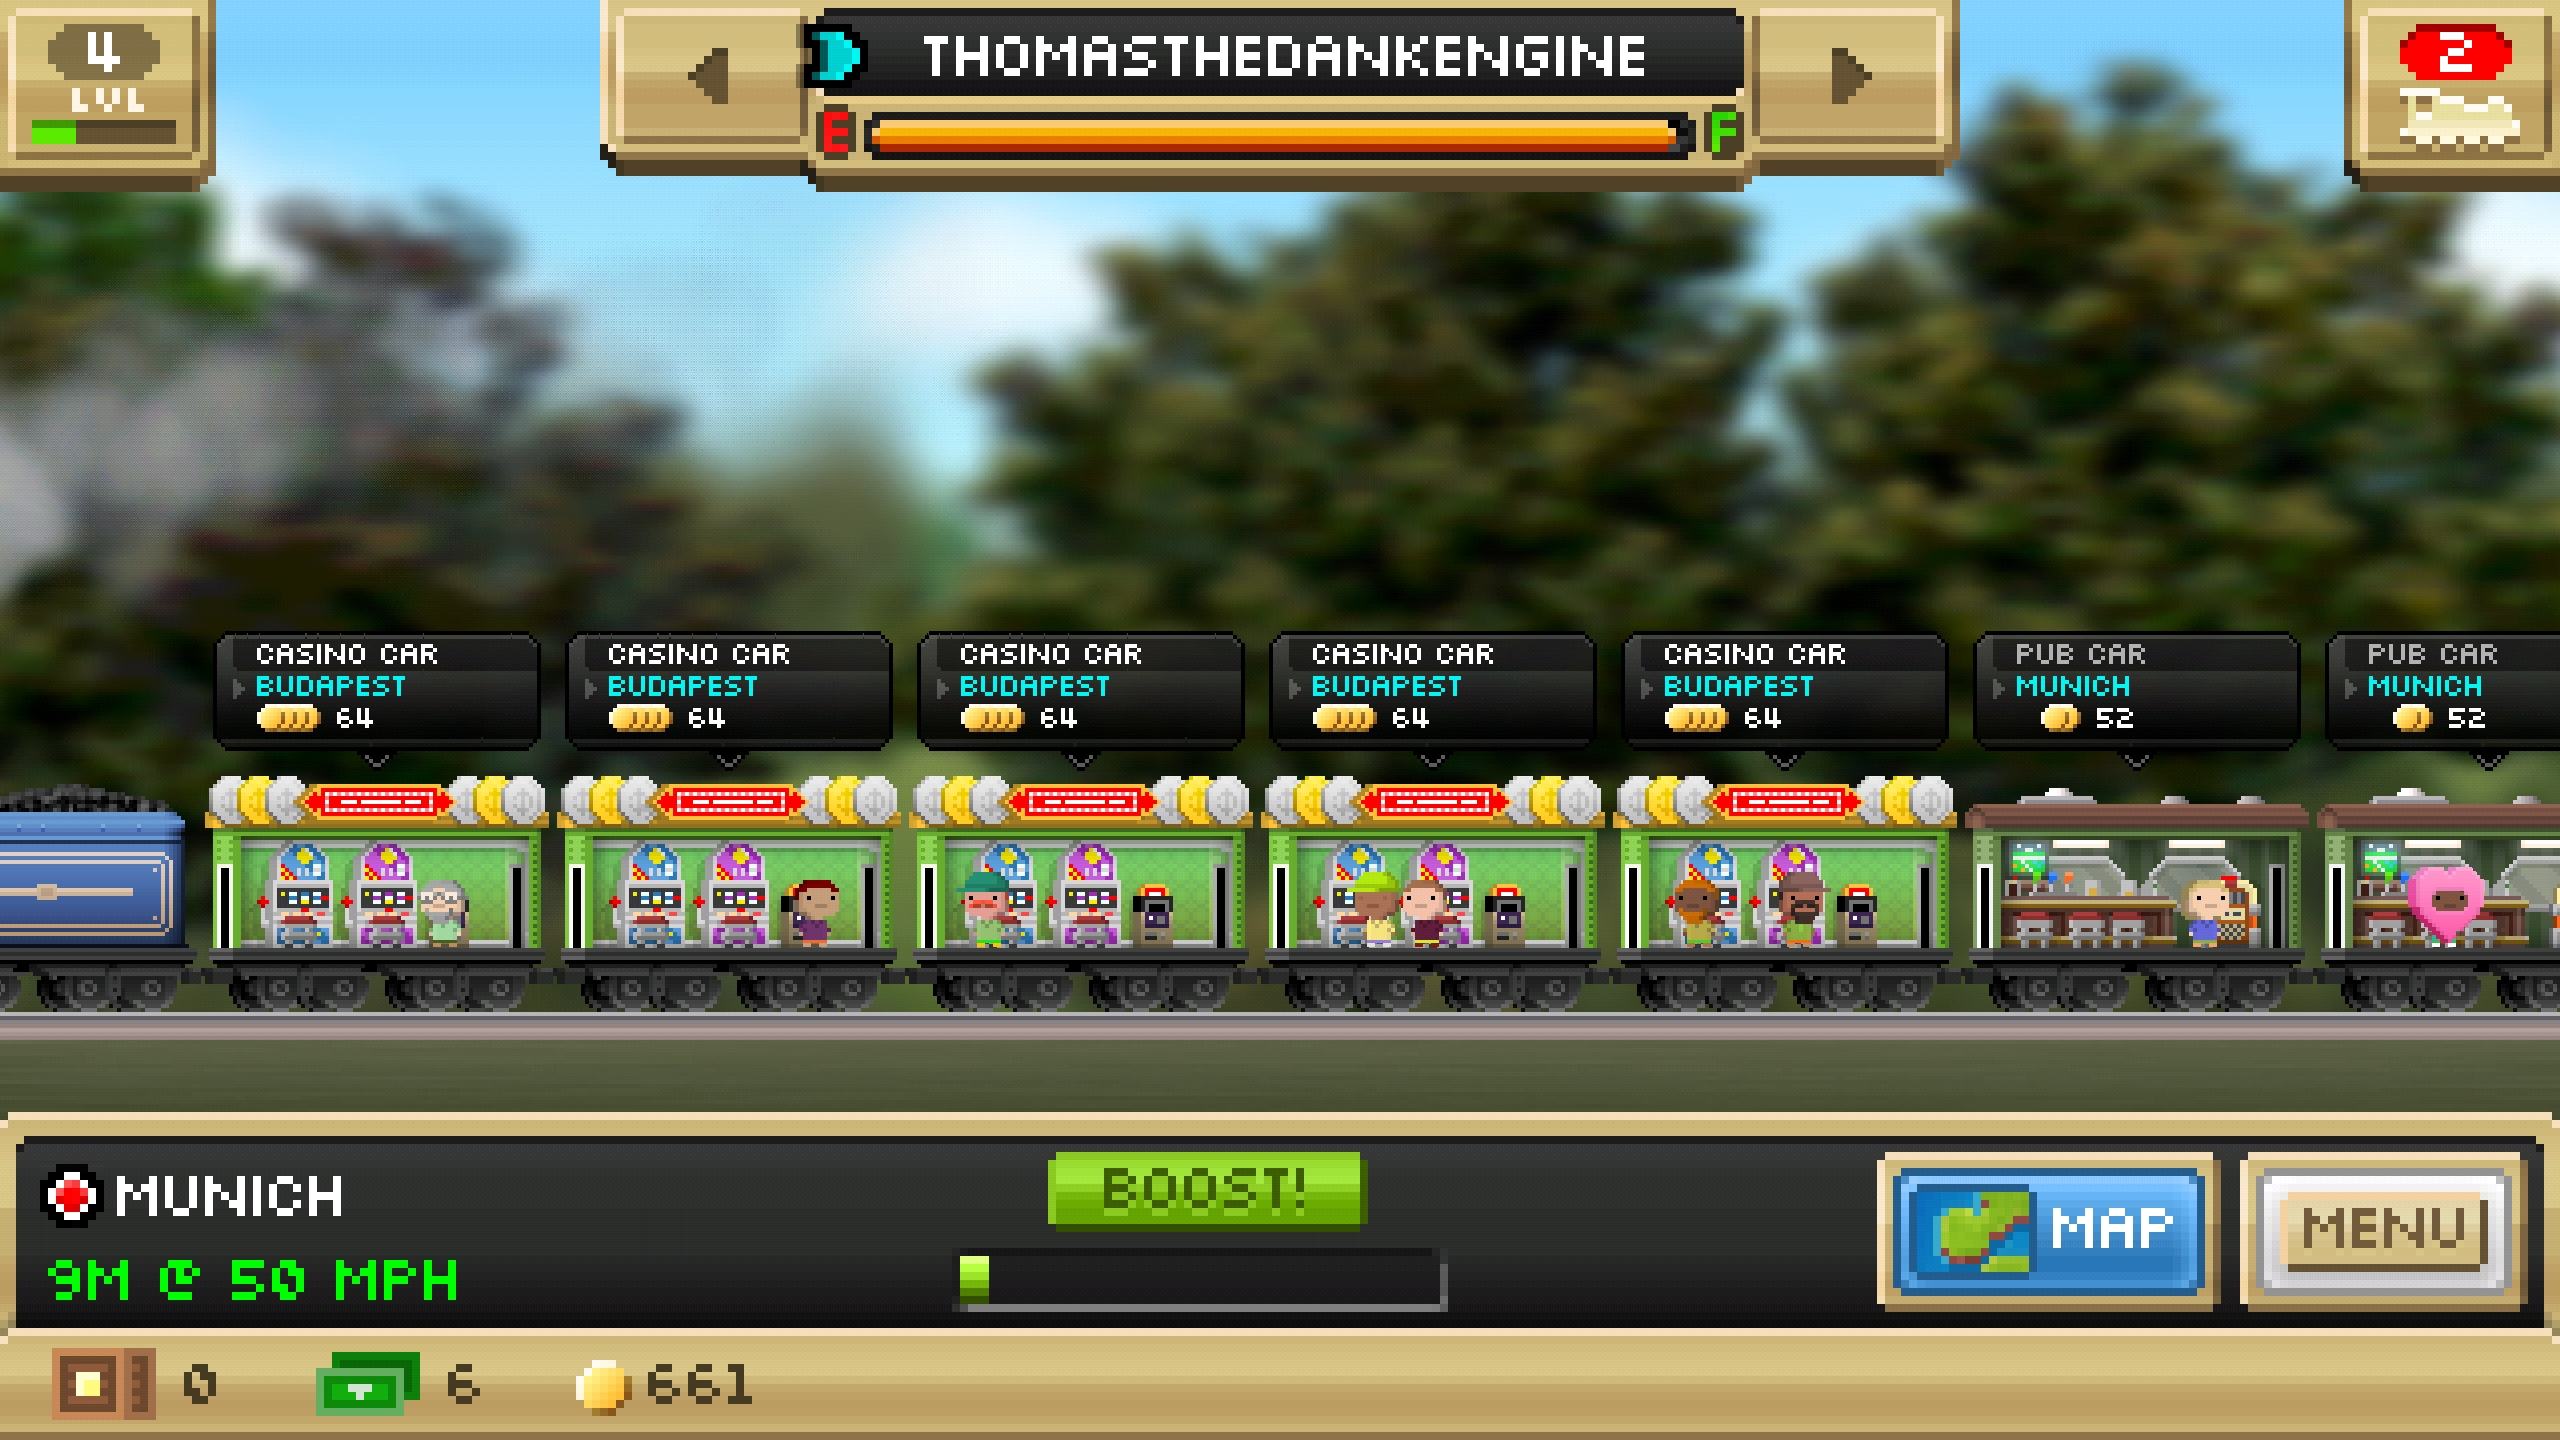 4
LVL
THOMASTHEDANKENGINE
E
F
2
CASINO CAR
BUDAPEST
64
CASINO CAR
BUDAPEST
64
CASINO CAR
BUDAPEST
64
CASINO CAR
BUDAPEST
64
CASINO CAR
BUDAPEST
64
PUB CAR
MUNICH
52
PUB CAR
MUNICH
52
MUNICH
9M @ 50 MPH
BOOST!
MAP
MENU
0
6
661